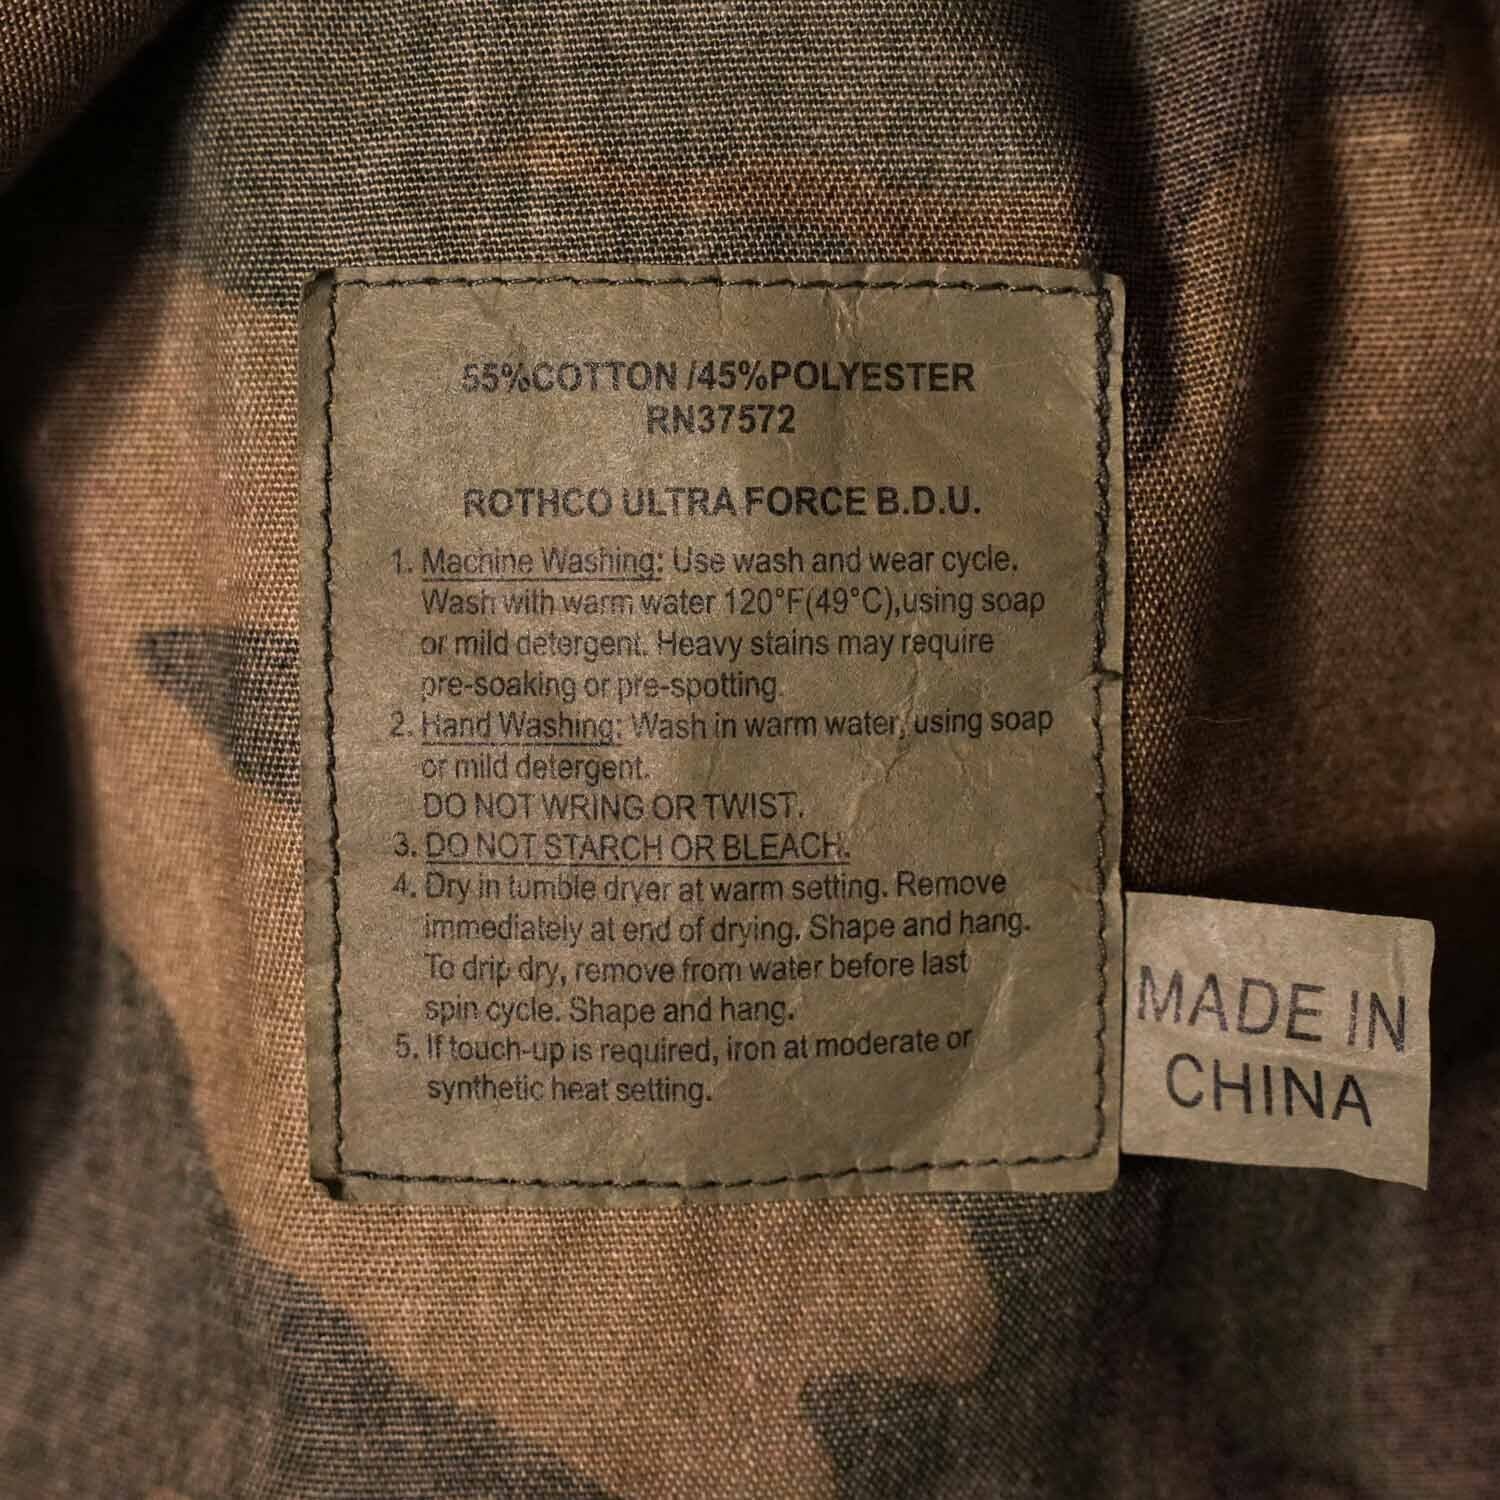 55%COTTON /45%POLYESTER
RN37572
ROTHCO ULTRA FORCE B.D.U.
1. Machine Washing: Use wash and wear cycle.
Wash with warm water 120°F(49°C),using soap
or mild detergent. Heavy stains may require
pre-soaking or pre-spotting.
2. Hand Washing: Wash in warm water, using soap
or mild detergent.
DO NOT WRING OR TWIST.
3. DO NOT STARCH OR BLEACH.
4. Dry in tumble dryer at warm setting. Remove
immediately at end of drying. Shape and hang.
To drip dry, remove from water before last
spin cycle. Shape and hang.
5. If touch-up is required, iron at moderate or
synthetic heat setting.
MADE IN
CHINA